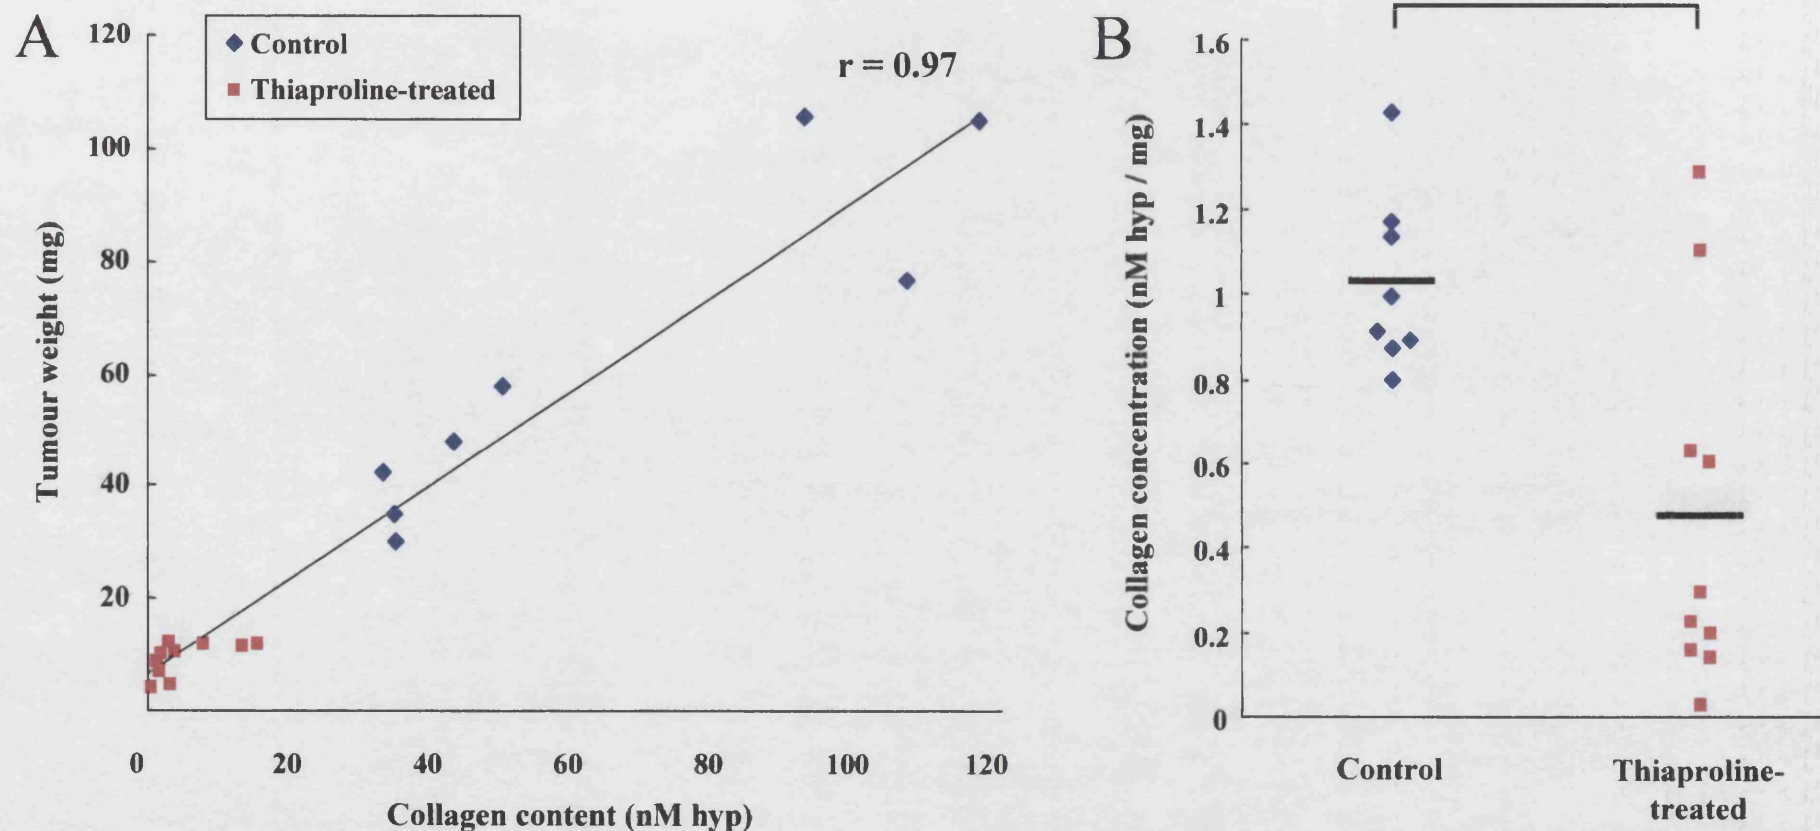 A
Control
Thiaproline-treated
r = 0.97
120
100
80
60
40
20
Tumour weight (mg)
0 20 40 60 80 100 120
Collagen content (nM hyp)
B
1.6
1.4
1.2
1
0.8
0.6
0.4
0.2
0
Collagen concentration (nM hyp / mg)
Control
Thiaproline-
treated